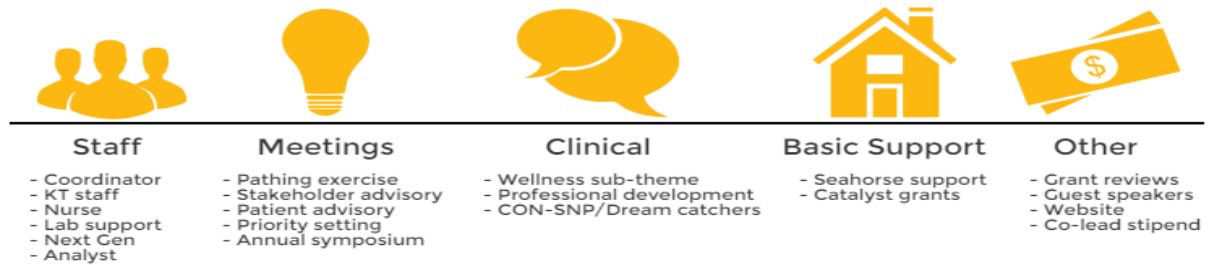 $
Staff
- Coordinator
- KT staff
- Nurse
- Lab support
- Next Gen
- Analyst
Meetings
- Pathing exercise
- Stakeholder advisory
- Patient advisory
- Priority setting
- Annual symposium
Clinical
- Wellness sub-theme
- Professional development
- CON-SNP/Dream catchers
Basic Support
- Seahorse support
- Catalyst grants
Other
- Grant reviews
- Guest speakers
- Website
- Co-lead stipend